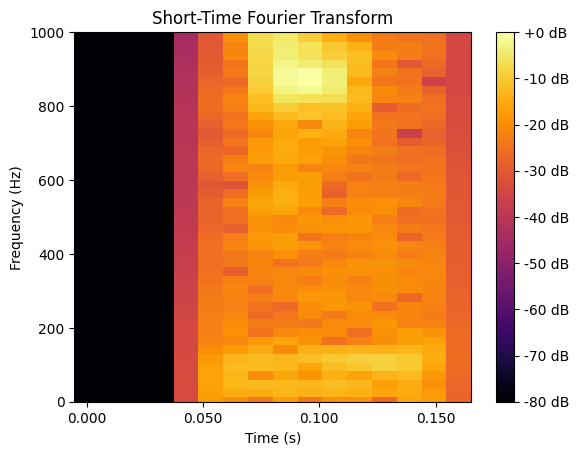 Short-Time Fourier Transform
1000
800
600
400
200
0
Frequency (Hz)
0.000
0.050
0.100
0.150
Time (s)
+0 dB
-10 dB
-20 dB
-30 dB
-40 dB
-50 dB
-60 dB
-70 dB
-80 dB